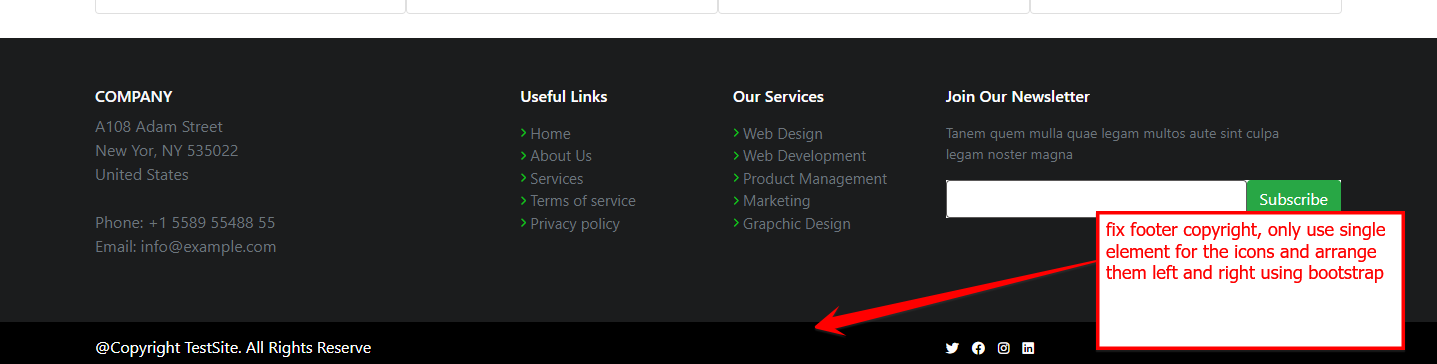 COMPANY
A108 Adam Street
New Yor, NY 535022
United States
Phone: +1 5589 55488 55
Email: info@example.com
Useful Links
Home
About Us
Services
Terms of service
Privacy policy
Our Services
Web Design
Web Development
Product Management
Marketing
Grapchic Design
Join Our Newsletter
Tanem quem mulla quae legam multos aute sint culpa
legam noster magna
Subscribe
fix footer copyright, only use single
element for the icons and arrange
them left and right using bootstrap
@Copyright TestSite. All Rights Reserve